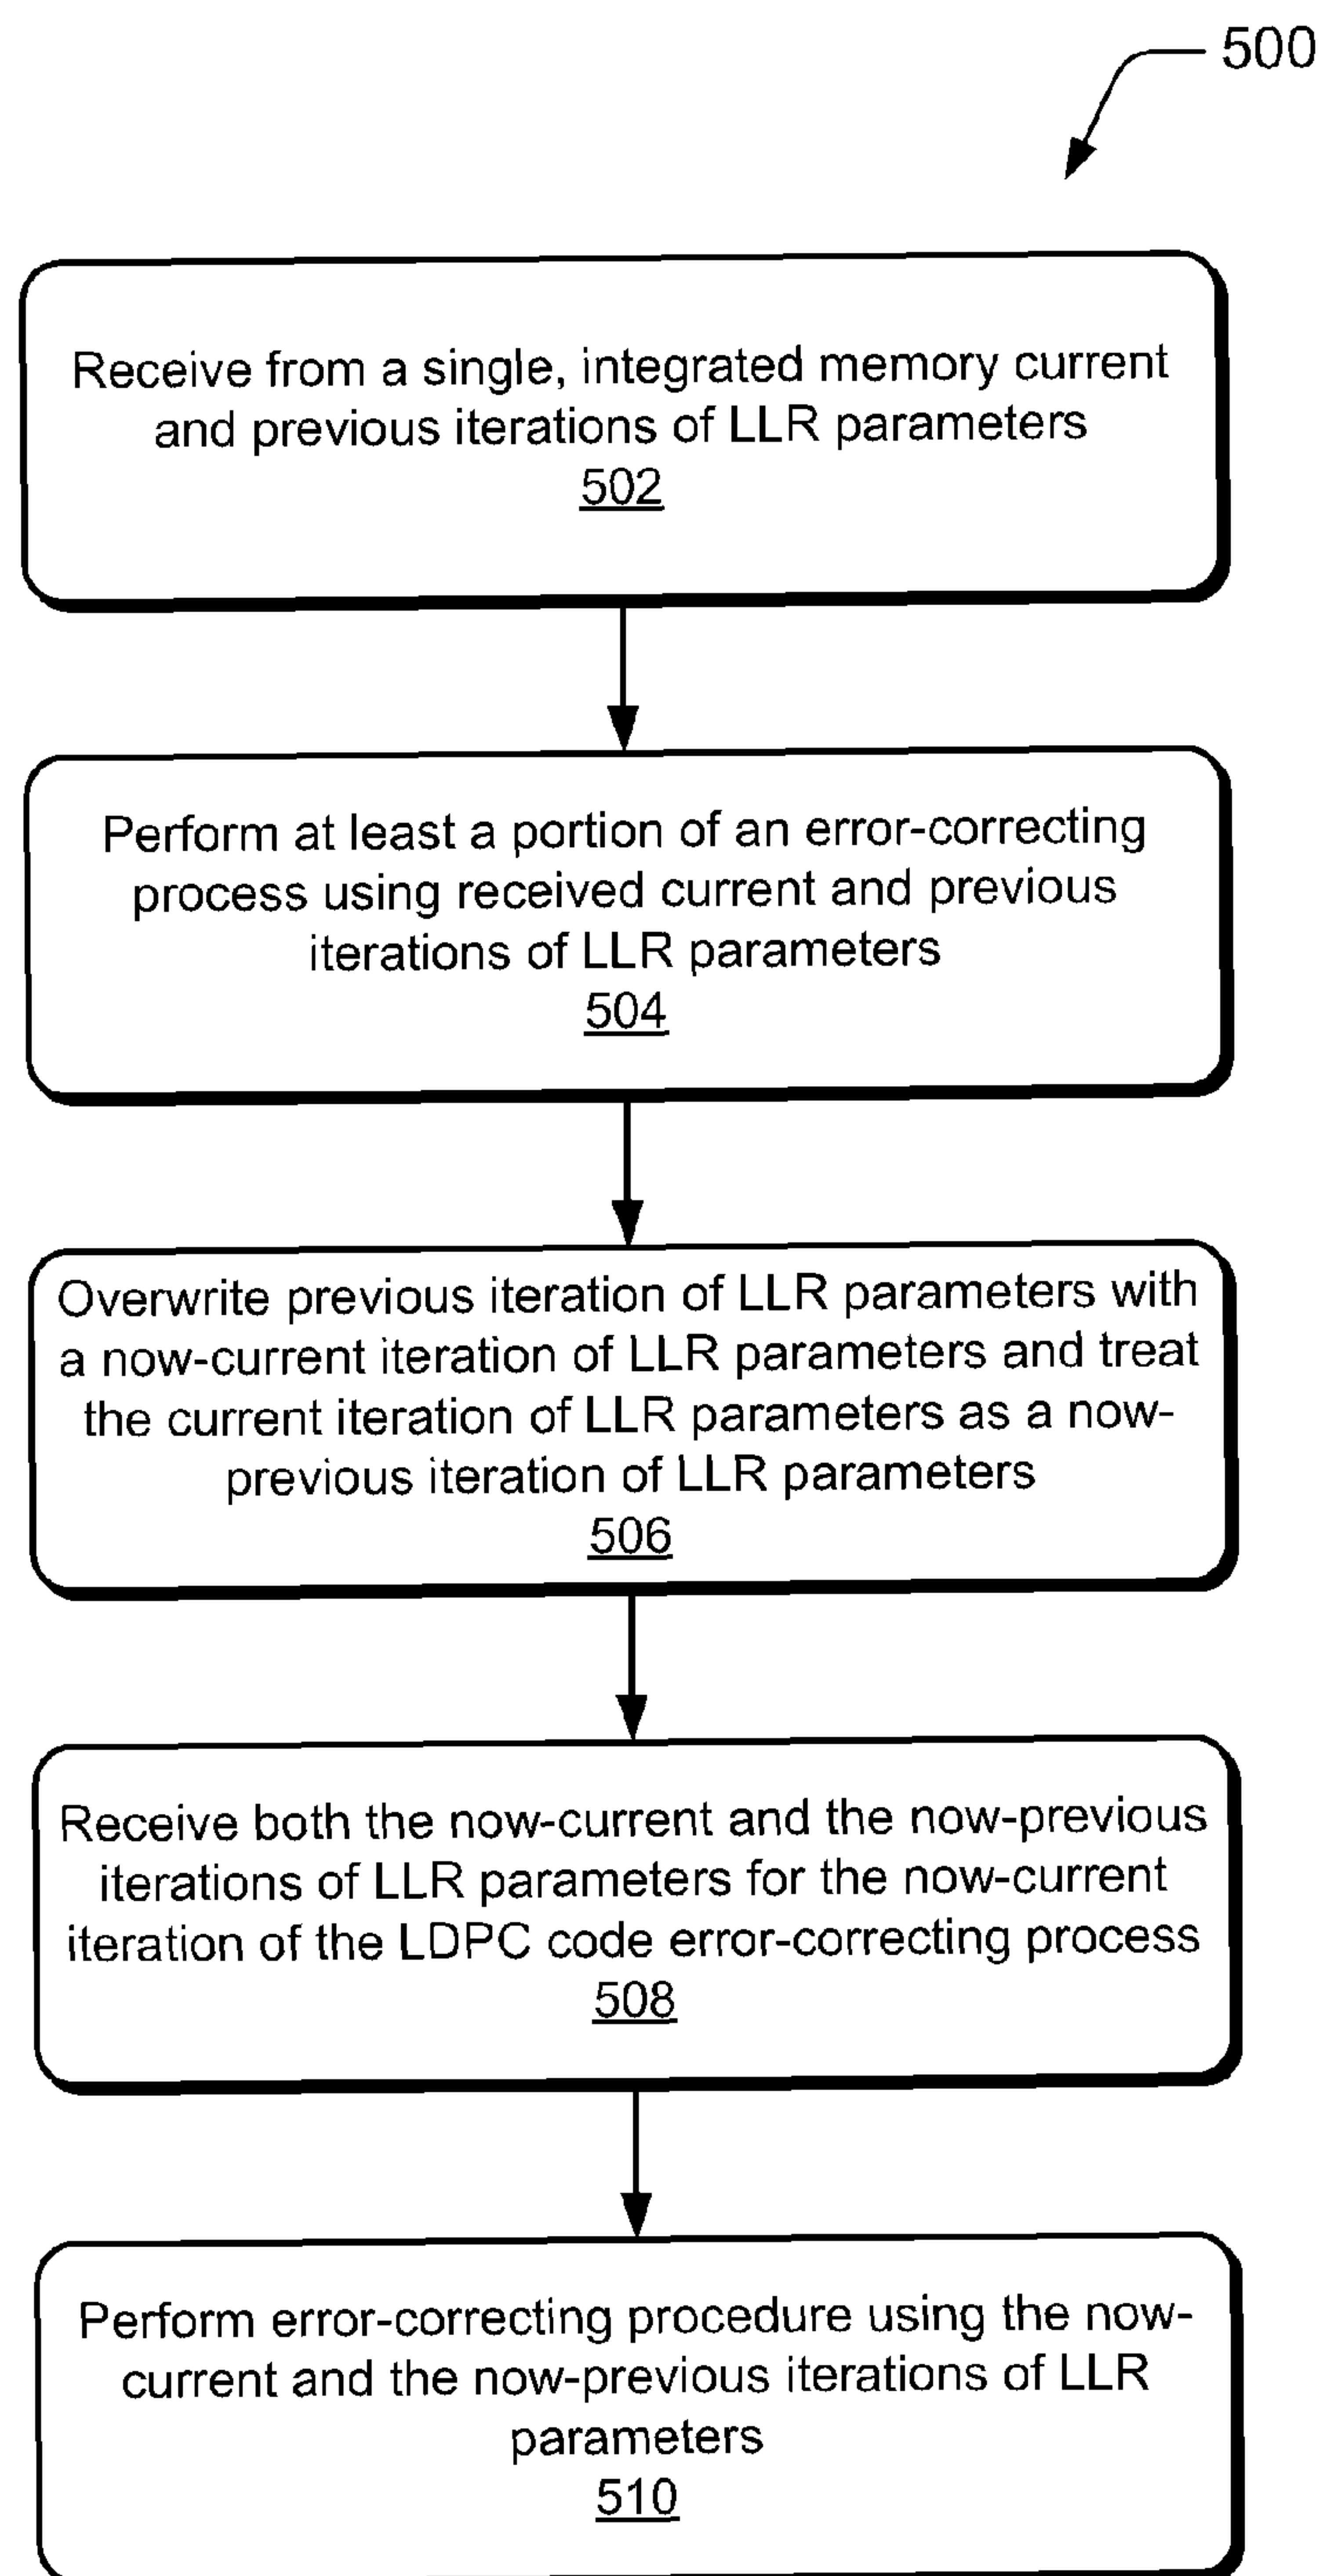 500
Receive from a single, integrated memory current
and previous iterations of LLR parameters
502
Perform at least a portion of an error-correcting
process using received current and previous
iterations of LLR parameters
504
Overwrite previous iteration of LLR parameters with
a now-current iteration of LLR parameters and treat
the current iteration of LLR parameters as a now-
previous iteration of LLR parameters
506
Receive both the now-current and the now-previous
iterations of LLR parameters for the now-current
iteration of the LDPC code error-correcting process
508
Perform error-correcting procedure using the now-
current and the now-previous iterations of LLR
parameters
510